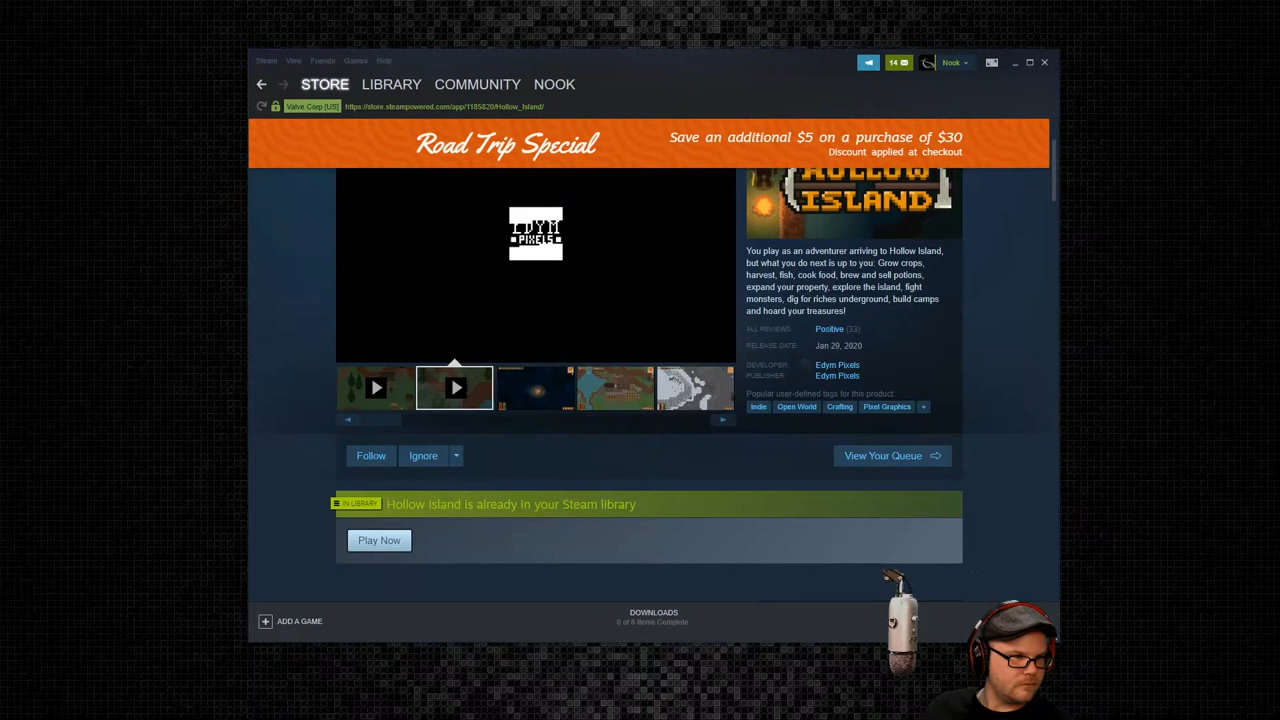 Steam View Friends Games Help
14
Nook
STORE LIBRARY COMMUNITY NOOK
Valve Corp [US] https://store.steampowered.com/app/1185820/Hollow_Island/
Road Trip Special
Save an additional $5 on a purchase of $30
Discount applied at checkout
EDYM
PIXELS
HOLLOW
ISLAND
You play as an adventurer arriving to Hollow Island,
but what you do next is up to you: Grow crops,
harvest, fish, cook food, brew and sell potions,
expand your property, explore the island, fight
monsters, dig for riches underground, build camps
and hoard your treasures!
ALL REVIEWS: Positive (33)
RELEASE DATE: Jan 29, 2020
DEVELOPER: Edym Pixels
PUBLISHER: Edym Pixels
Popular user-defined tags for this product:
Indie Open World Crafting Pixel Graphics +
Follow Ignore
View Your Queue
IN LIBRARY Hollow Island is already in your Steam library
Play Now
+ ADD A GAME
DOWNLOADS
8 of 8 Items Complete